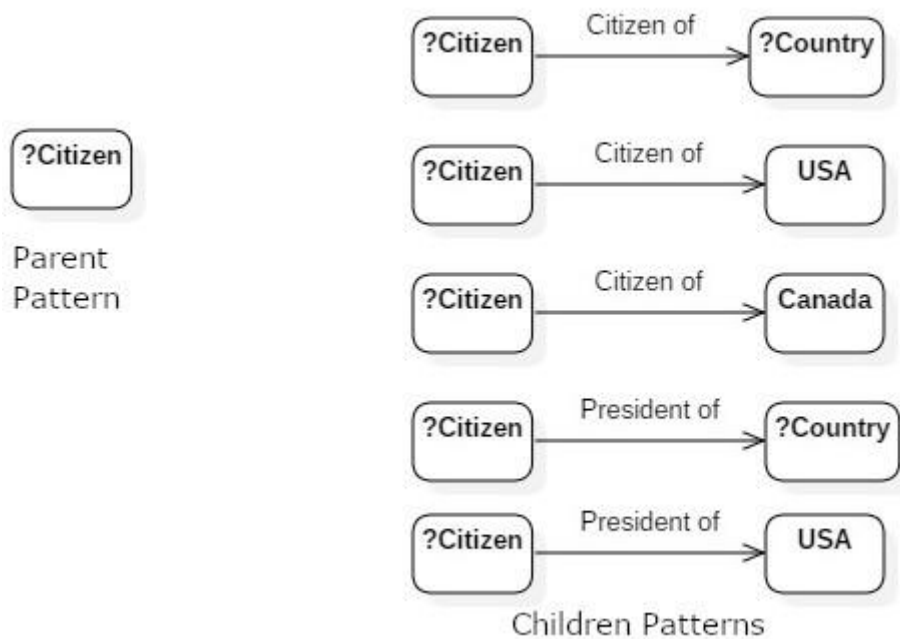 ?Citizen
Parent
Pattern
?Citizen Citizen of ?Country
?Citizen Citizen of USA
?Citizen Citizen of Canada
?Citizen President of ?Country
?Citizen President of USA
Children Patterns